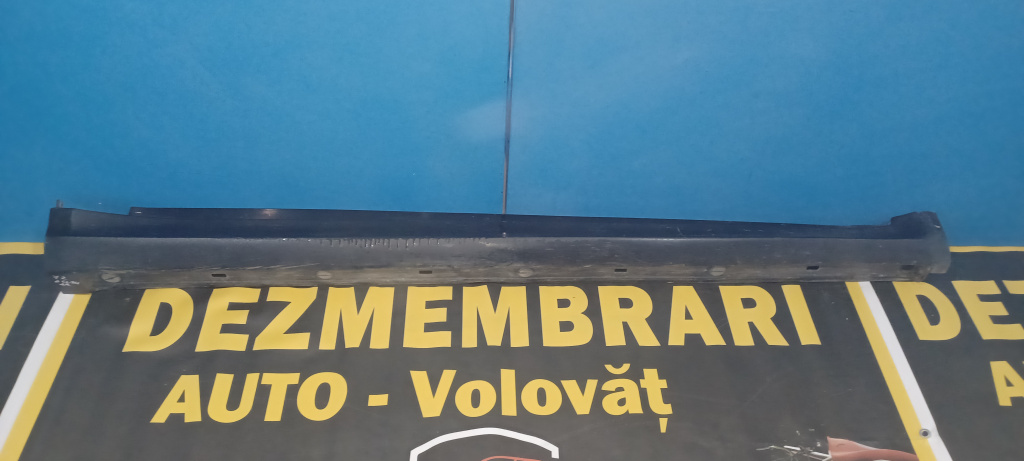 DEZMEMBRARI
AUTO - Volovăț